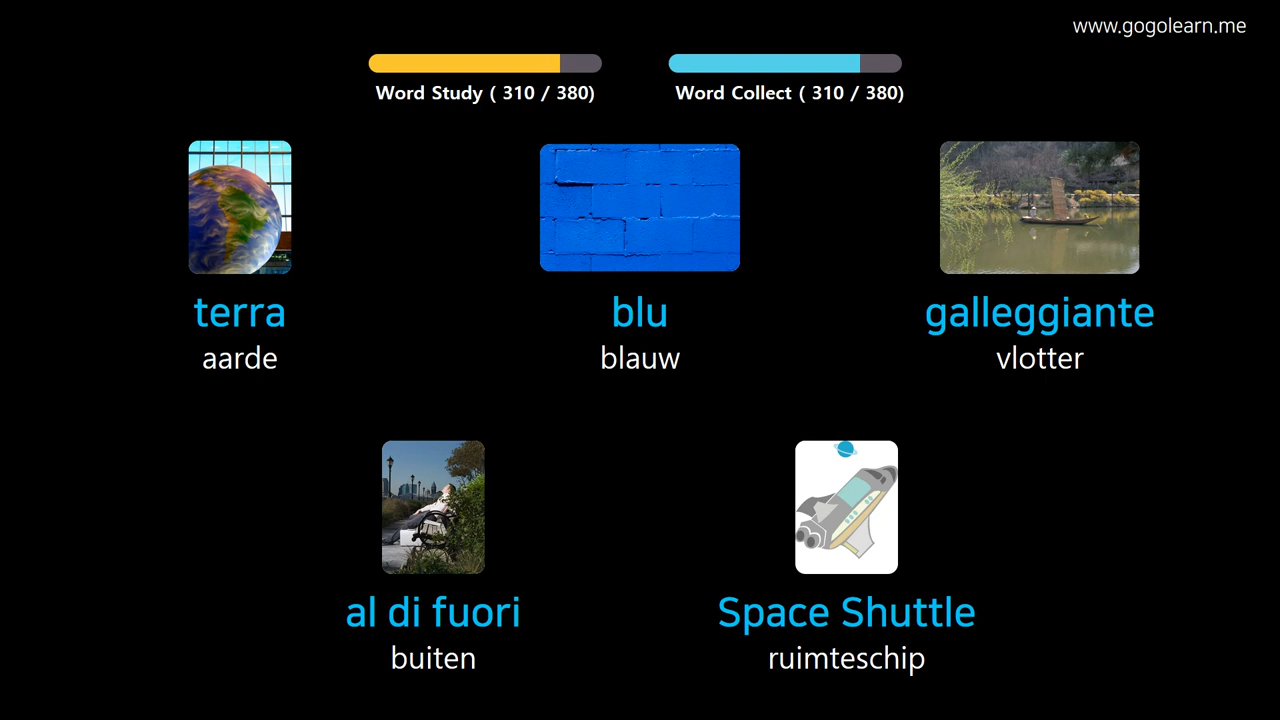 www.gogolearn.me
Word Study ( 310 / 380)
Word Collect ( 310 / 380)
terra
aarde
blu
blauw
galleggiante
vlotter
al di fuori
buiten
Space Shuttle
ruimteschip